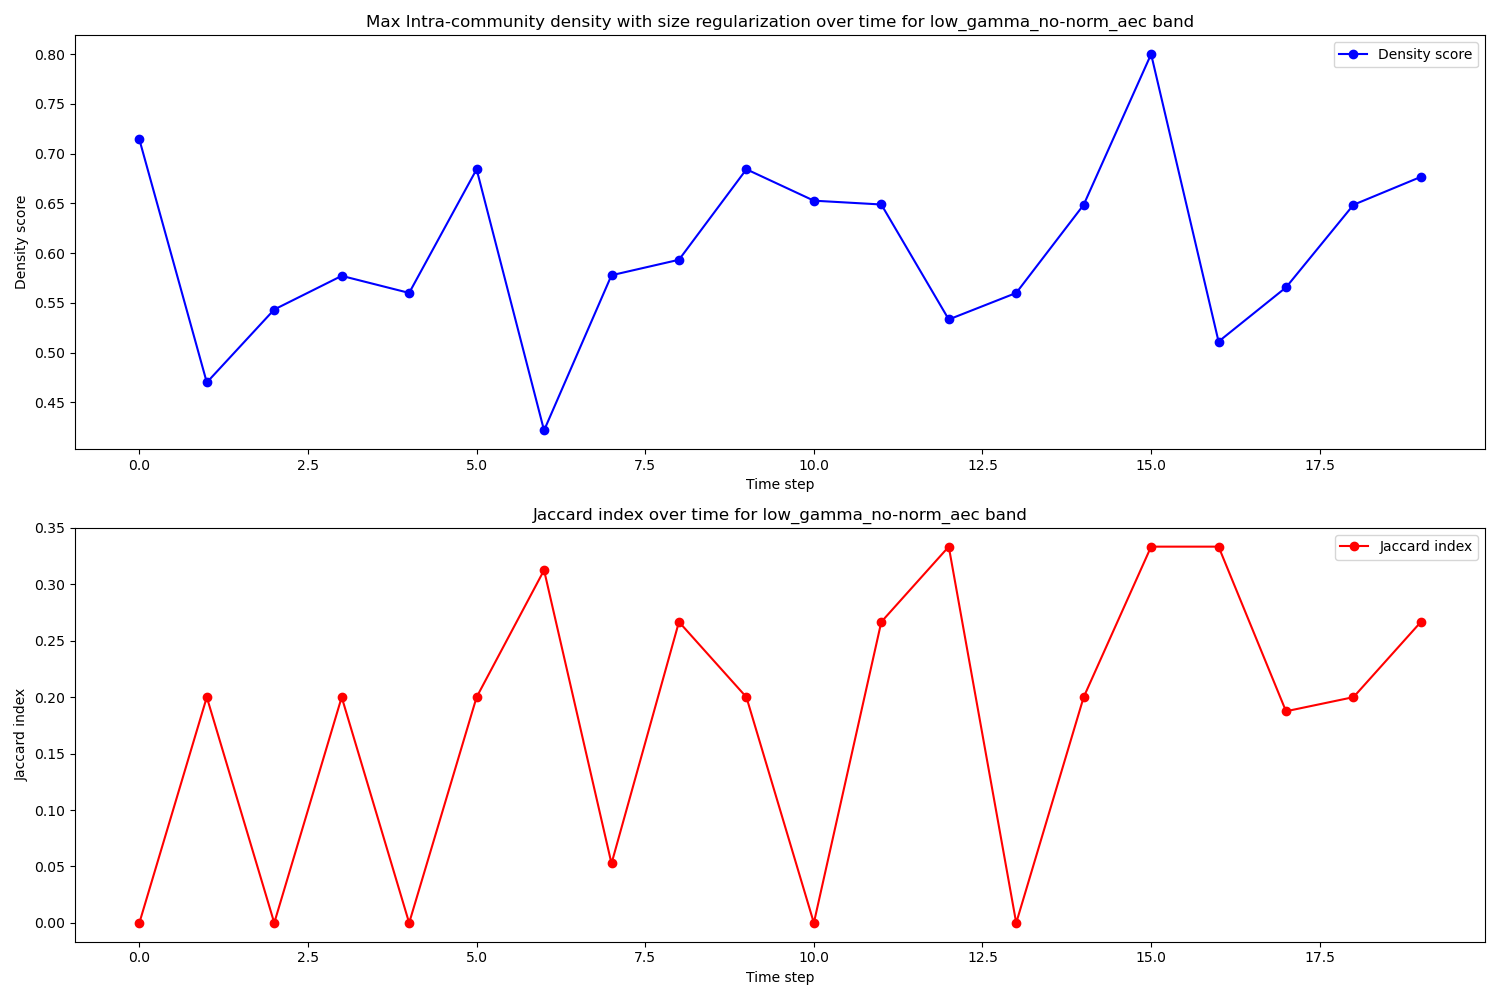 Max Intra-community density with size regularization over time for low_gamma_no-norm_aec band
Density score
0.80
0.75
0.70
0.65
0.60
0.55
0.50
0.45
Density score
0.0 2.5 5.0 7.5 10.0 12.5 15.0 17.5
Time step
Jaccard index over time for low_gamma_no-norm_aec band
Jaccard index
0.35
0.30
0.25
0.20
0.15
0.10
0.05
0.00
Jaccard index
0.0 2.5 5.0 7.5 10.0 12.5 15.0 17.5
Time step